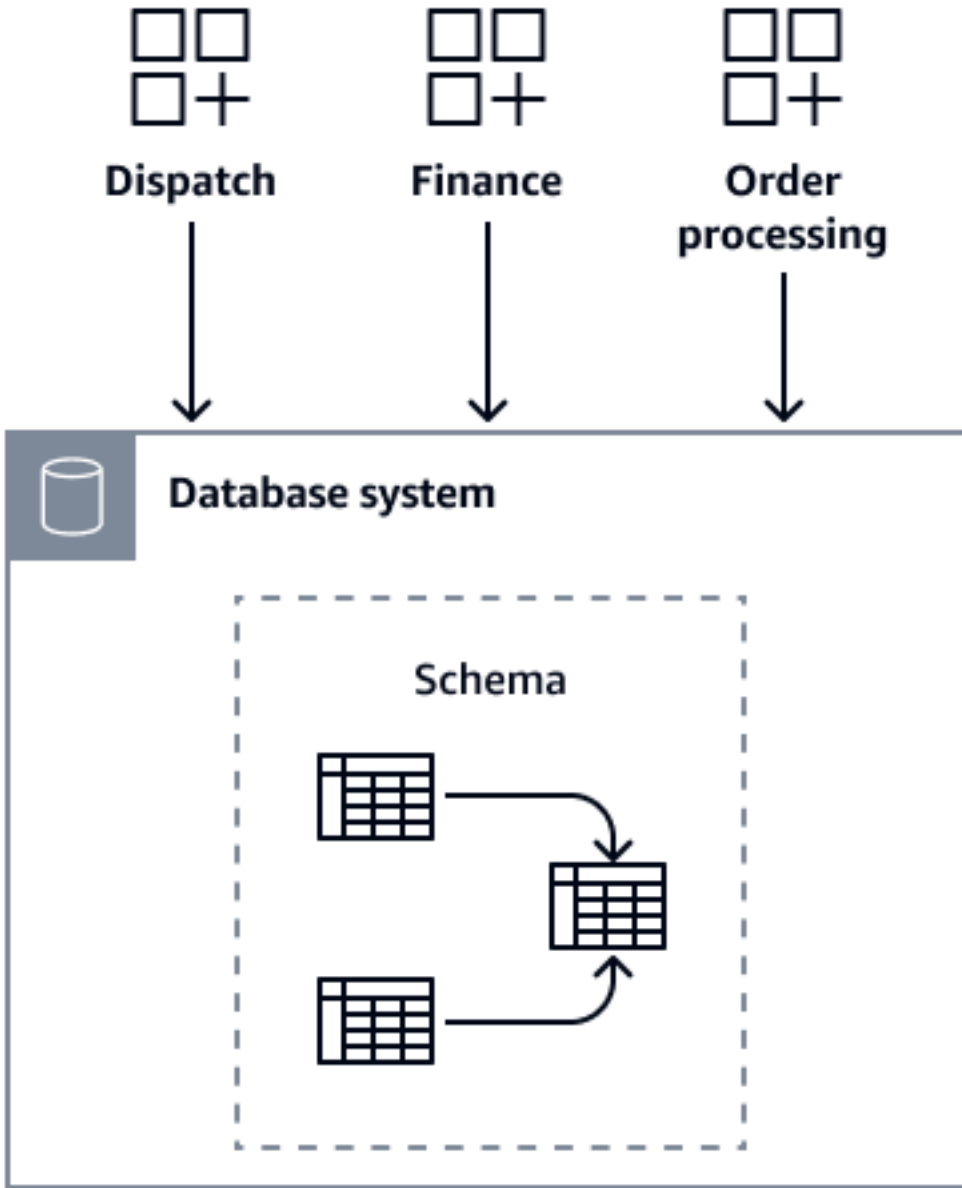 Dispatch
Finance
Order
processing
Database system
Schema